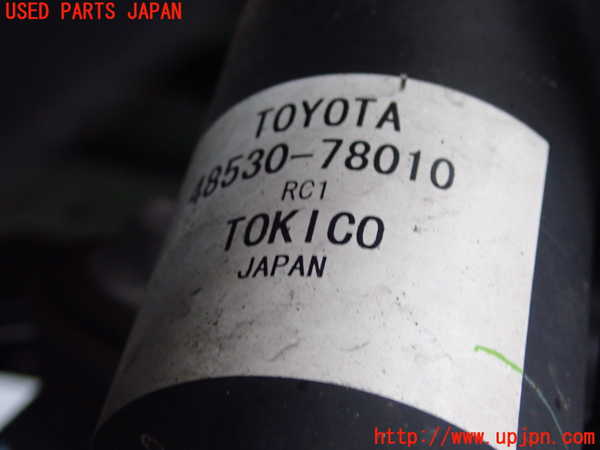 USED PARTS JAPAN
TOYOTA
48530-78010
RC1
TOKICO
JAPAN
http://www.upjpn.com/